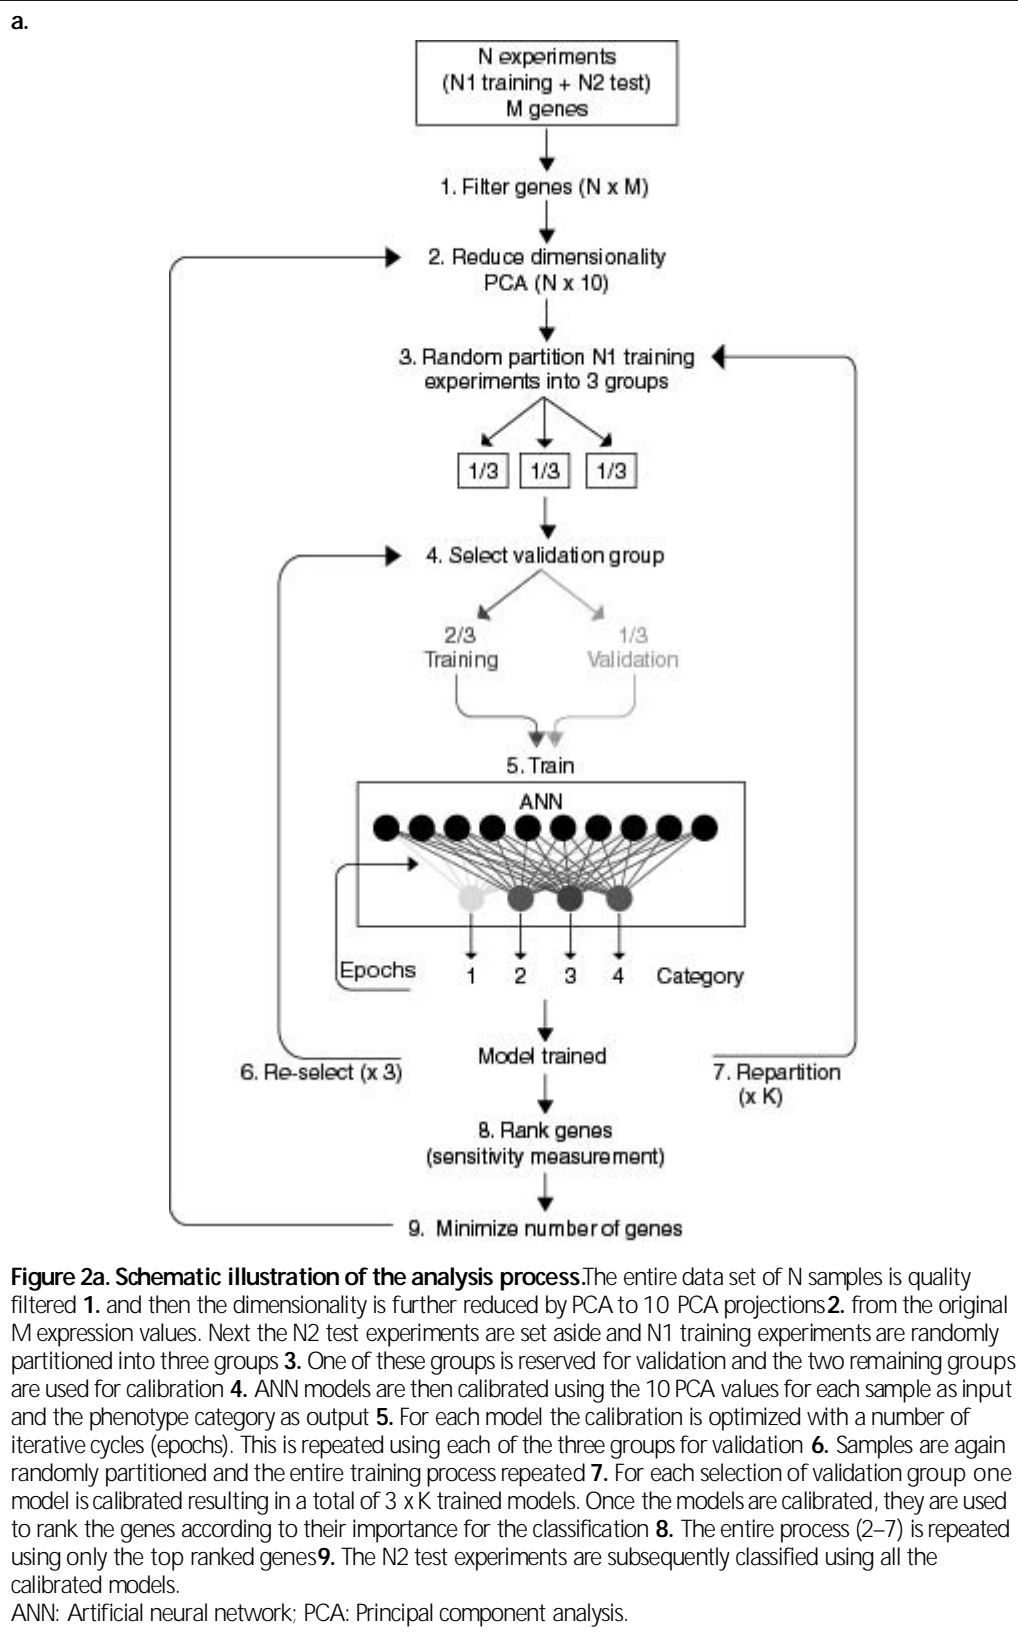 a.
N experiments
(N1 training + N2 test)
M genes
1. Filter genes (N x M)
2. Reduce dimensionality
PCA (N x 10)
3. Random partition N1 training
experiments into 3 groups
1/3 1/3 1/3
4. Select validation group
2/3 1/3
Training Validation
5. Train
ANN
Epochs 1 2 3 4 Category
Model trained
6. Re-select (x 3) 7. Repartition
(x K)
8. Rank genes
(sensitivity measurement)
9. Minimize number of genes
Figure 2a. Schematic illustration of the analysis process.The entire data set of N samples is quality
filtered 1. and then the dimensionality is further reduced by PCA to 10 PCA projections 2. from the original
M expression values. Next the N2 test experiments are set aside and N1 training experiments are randomly
partitioned into three groups 3. One of these groups is reserved for validation and the two remaining groups
are used for calibration 4. ANN models are then calibrated using the 10 PCA values for each sample as input
and the phenotype category as output 5. For each model the calibration is optimized with a number of
iterative cycles (epochs). This is repeated using each of the three groups for validation 6. Samples are again
randomly partitioned and the entire training process repeated 7. For each selection of validation group one
model is calibrated resulting in a total of 3 x K trained models. Once the models are calibrated, they are used
to rank the genes according to their importance for the classification 8. The entire process (2–7) is repeated
using only the top ranked genes 9. The N2 test experiments are subsequently classified using all the
calibrated models.
ANN: Artificial neural network; PCA: Principal component analysis.